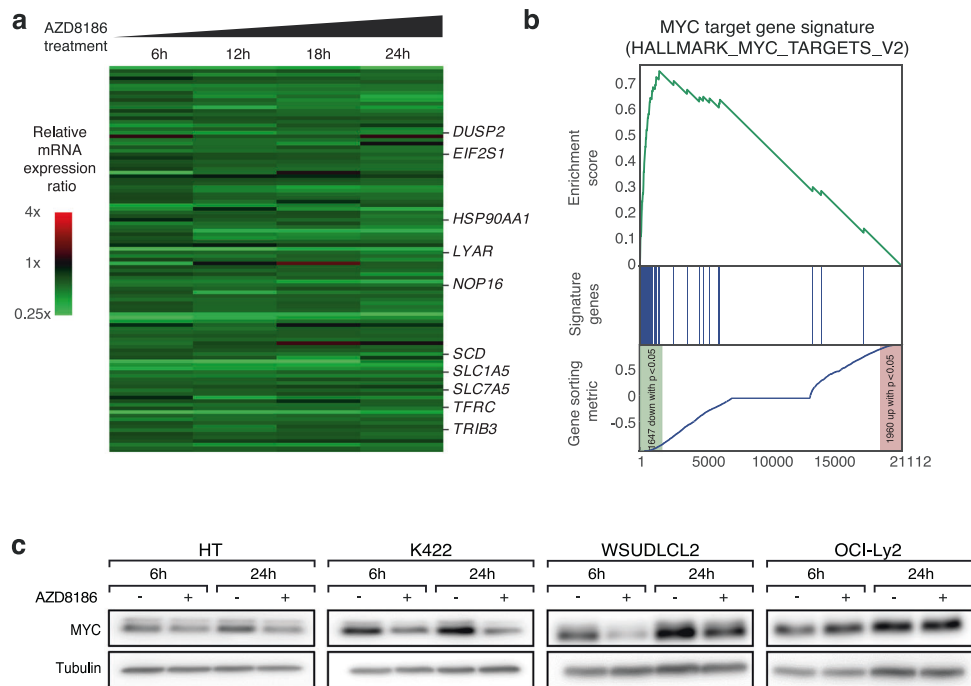 a
AZD8186
treatment
6h 12h 18h 24h
Relative
mRNA
expression
ratio
4x
1x
0.25x
DUSP2
EIF2S1
HSP90AA1
LYAR
NOP16
SCD
SLC1A5
SLC7A5
TFRC
TRIB3
b
MYC target gene signature
(HALLMARK_MYC_TARGETS_V2)
Enrichment
score
0.7
0.6
0.5
0.4
0.3
0.2
0.1
0
Signature
genes
Gene sorting
metric
0.5
0
-0.5
1647 down with p<0.05
1960 up with p<0.05
1 5000 10000 15000 21112
c
HT K422 WSUDLCL2 OCI-Ly2
6h 24h 6h 24h 6h 24h 6h 24h
AZD8186 - + - + - + - + - + - + - + - +
MYC
Tubulin